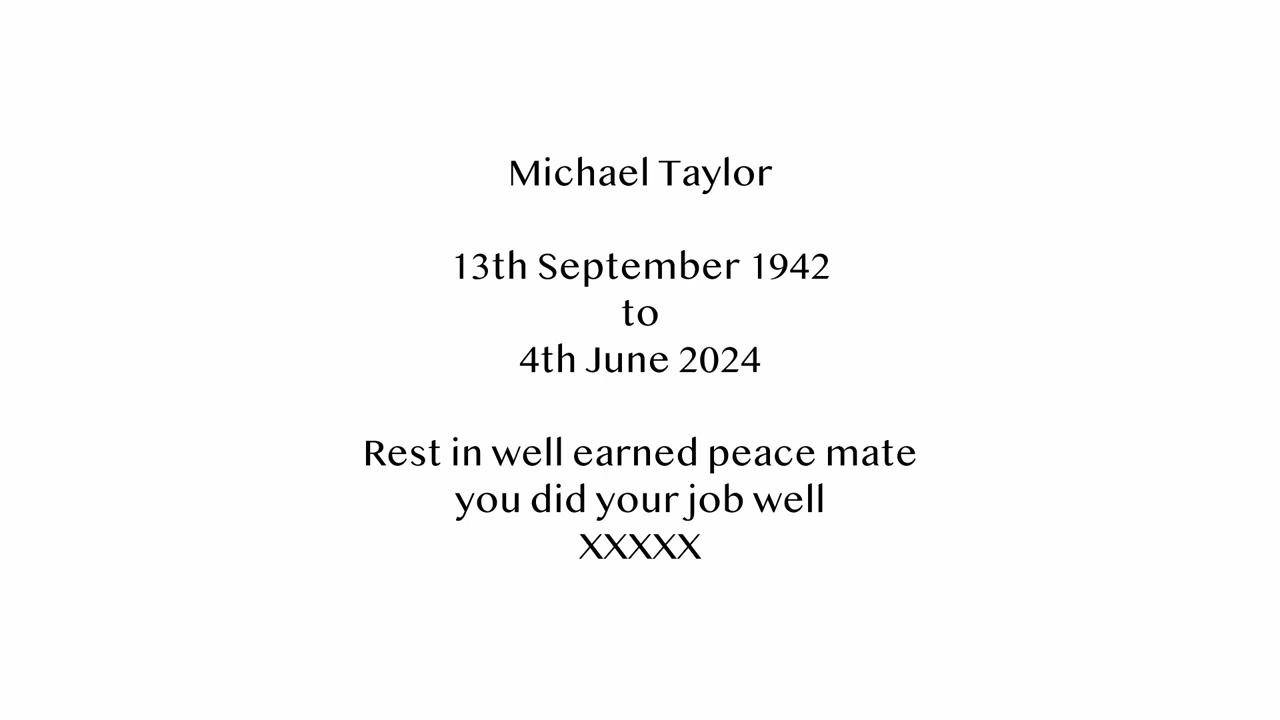 Michael Taylor
13th September 1942
to
4th June 2024
Rest in well earned peace mate
you did your job well
XXXXX